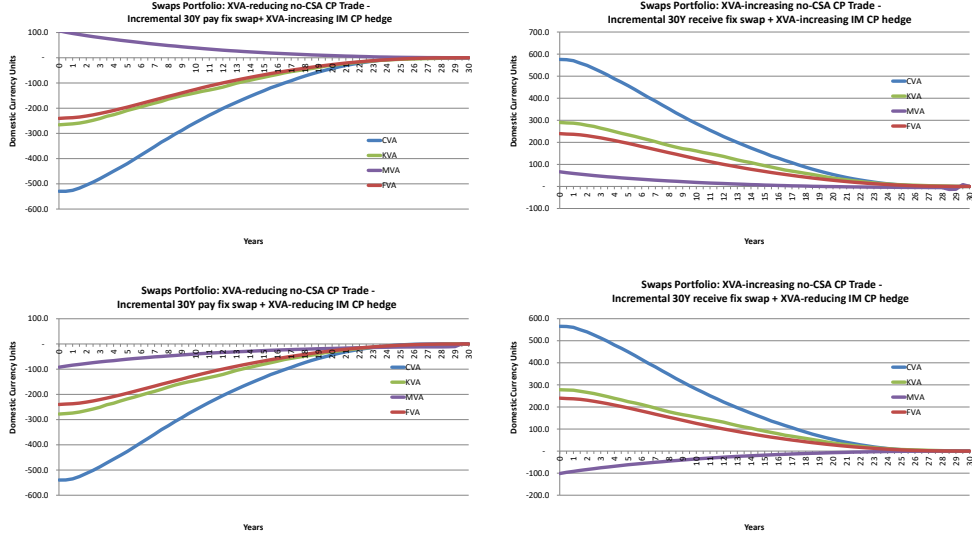 Swaps Portfolio: XVA-reducing no-CSA CP Trade -
Incremental 30Y pay fix swap+ XVA-increasing IM CP hedge
100.0
-
-100.0
-200.0
-300.0
-400.0
-500.0
-600.0
Domestic Currency Units
0 1 2 3 4 5 6 7 8 9 10 11 12 13 14 15 16 17 18 19 20 21 22 23 24 25 26 27 28 29 30
CVA
KVA
MVA
FVA
Years
Swaps Portfolio: XVA-increasing no-CSA CP Trade -
Incremental 30Y receive fix swap + XVA-increasing IM CP hedge
700.0
600.0
500.0
400.0
300.0
200.0
100.0
-
-100.0
Domestic Currency Units
0 1 2 3 4 5 6 7 8 9 10 11 12 13 14 15 16 17 18 19 20 21 22 23 24 25 26 27 28 29 30
CVA
KVA
MVA
FVA
Years
Swaps Portfolio: XVA-reducing no-CSA CP Trade -
Incremental 30Y pay fix swap + XVA-reducing IM CP hedge
100.0
-
-100.0
-200.0
-300.0
-400.0
-500.0
-600.0
Domestic Currency Units
0 1 2 3 4 5 6 7 8 9 10 11 12 13 14 15 16 17 18 19 20 21 22 23 24 25 26 27 28 29 30
CVA
KVA
MVA
FVA
Years
Swaps Portfolio: XVA-increasing no-CSA CP Trade -
Incremental 30Y receive fix swap + XVA-reducing IM CP hedge
600.0
500.0
400.0
300.0
200.0
100.0
-
-100.0
-200.0
Domestic Currency Units
0 1 2 3 4 5 6 7 8 9 10 11 12 13 14 15 16 17 18 19 20 21 22 23 24 25 26 27 28 29 30
CVA
KVA
MVA
FVA
Years